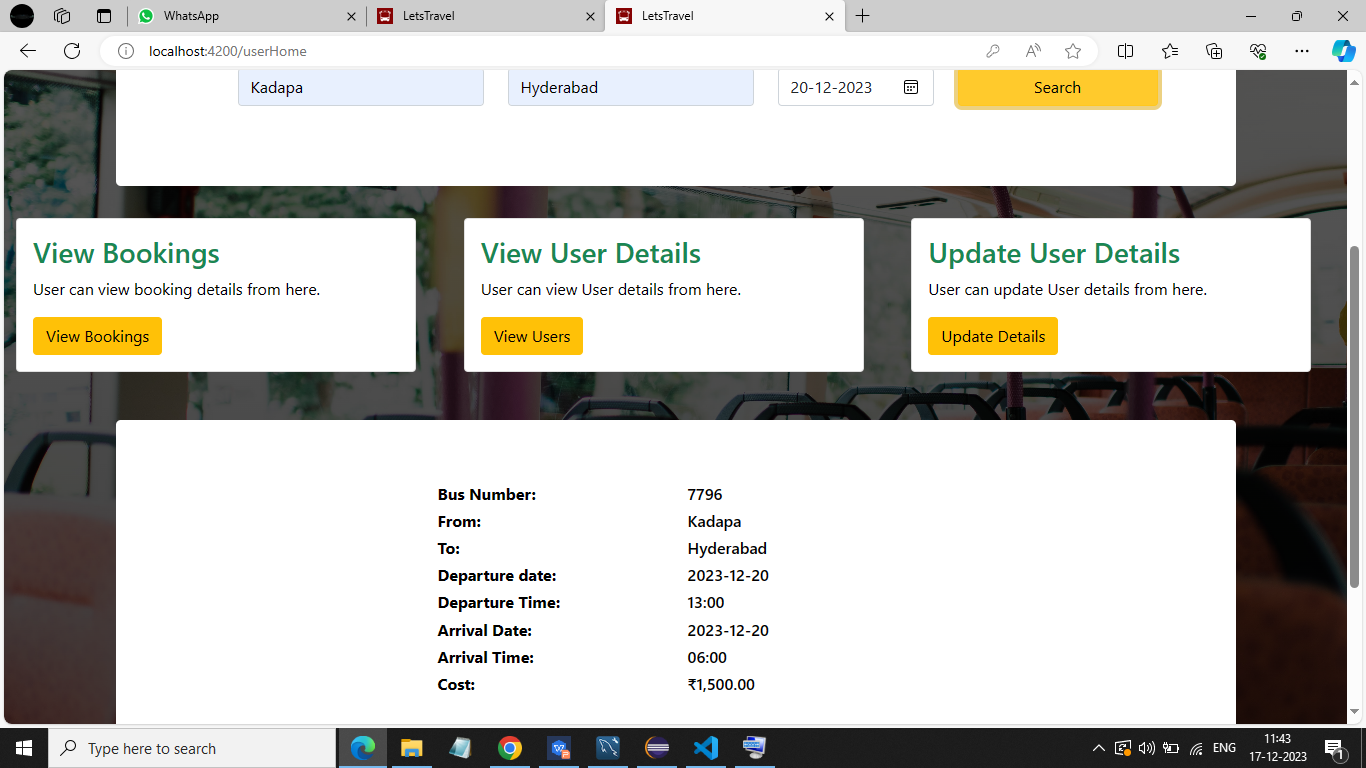 WhatsApp
LetsTravel
LetsTravel
localhost:4200/userHome
Kadapa
Hyderabad
20-12-2023
Search
View Bookings
User can view booking details from here.
View Bookings
View User Details
User can view User details from here.
View Users
Update User Details
User can update User details from here.
Update Details
Bus Number: 7796
From: Kadapa
To: Hyderabad
Departure date: 2023-12-20
Departure Time: 13:00
Arrival Date: 2023-12-20
Arrival Time: 06:00
Cost: ₹1,500.00
Type here to search
ENG
11:43
17-12-2023
1